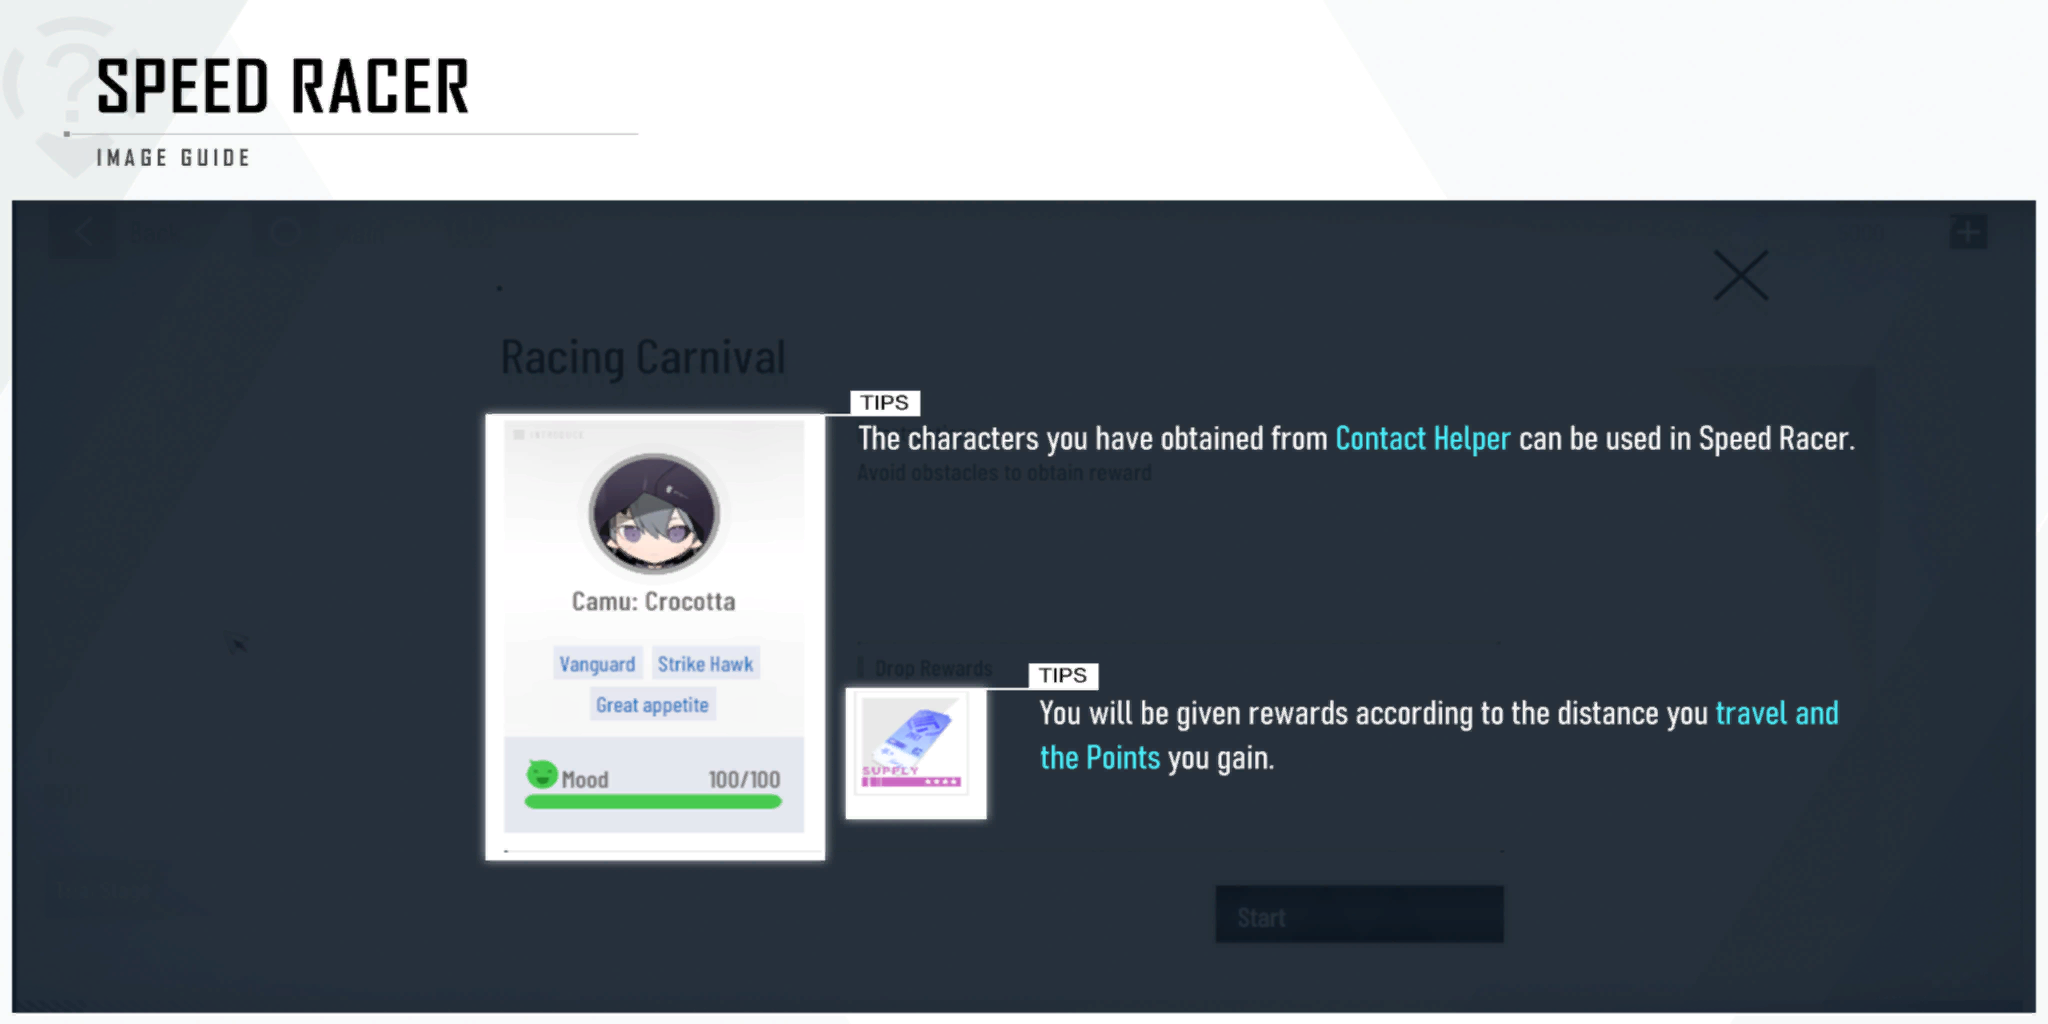 SPEED RACER
IMAGE GUIDE
Back
Main
Racing Carnival
TIPS
The characters you have obtained from Contact Helper can be used in Speed Racer.
Avoid obstacles to obtain reward
INTRODUCE
Camu: Crocotta
Vanguard
Strike Hawk
Great appetite
Mood
100/100
Drop Rewards
TIPS
You will be given rewards according to the distance you travel and
the Points you gain.
SUPPLY
Start